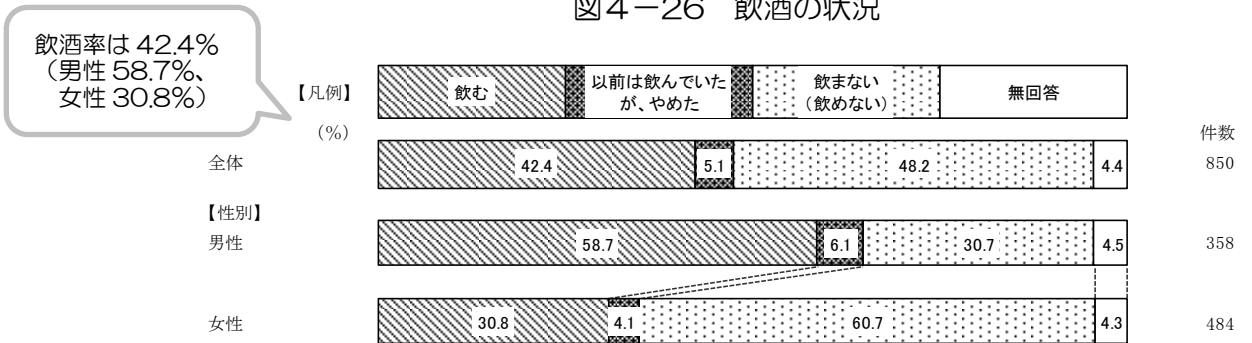 図4-26 飲酒の状況
飲酒率は 42.4%
(男性 58.7%、
女性 30.8%)
【凡例】
飲む
以前は飲んでいた
が、やめた
飲まない
(飲めない)
無回答
(%)
件数
全体 42.4 5.1 48.2 4.4 850
【性別】
男性 58.7 6.1 30.7 4.5 358
女性 30.8 4.1 60.7 4.3 484